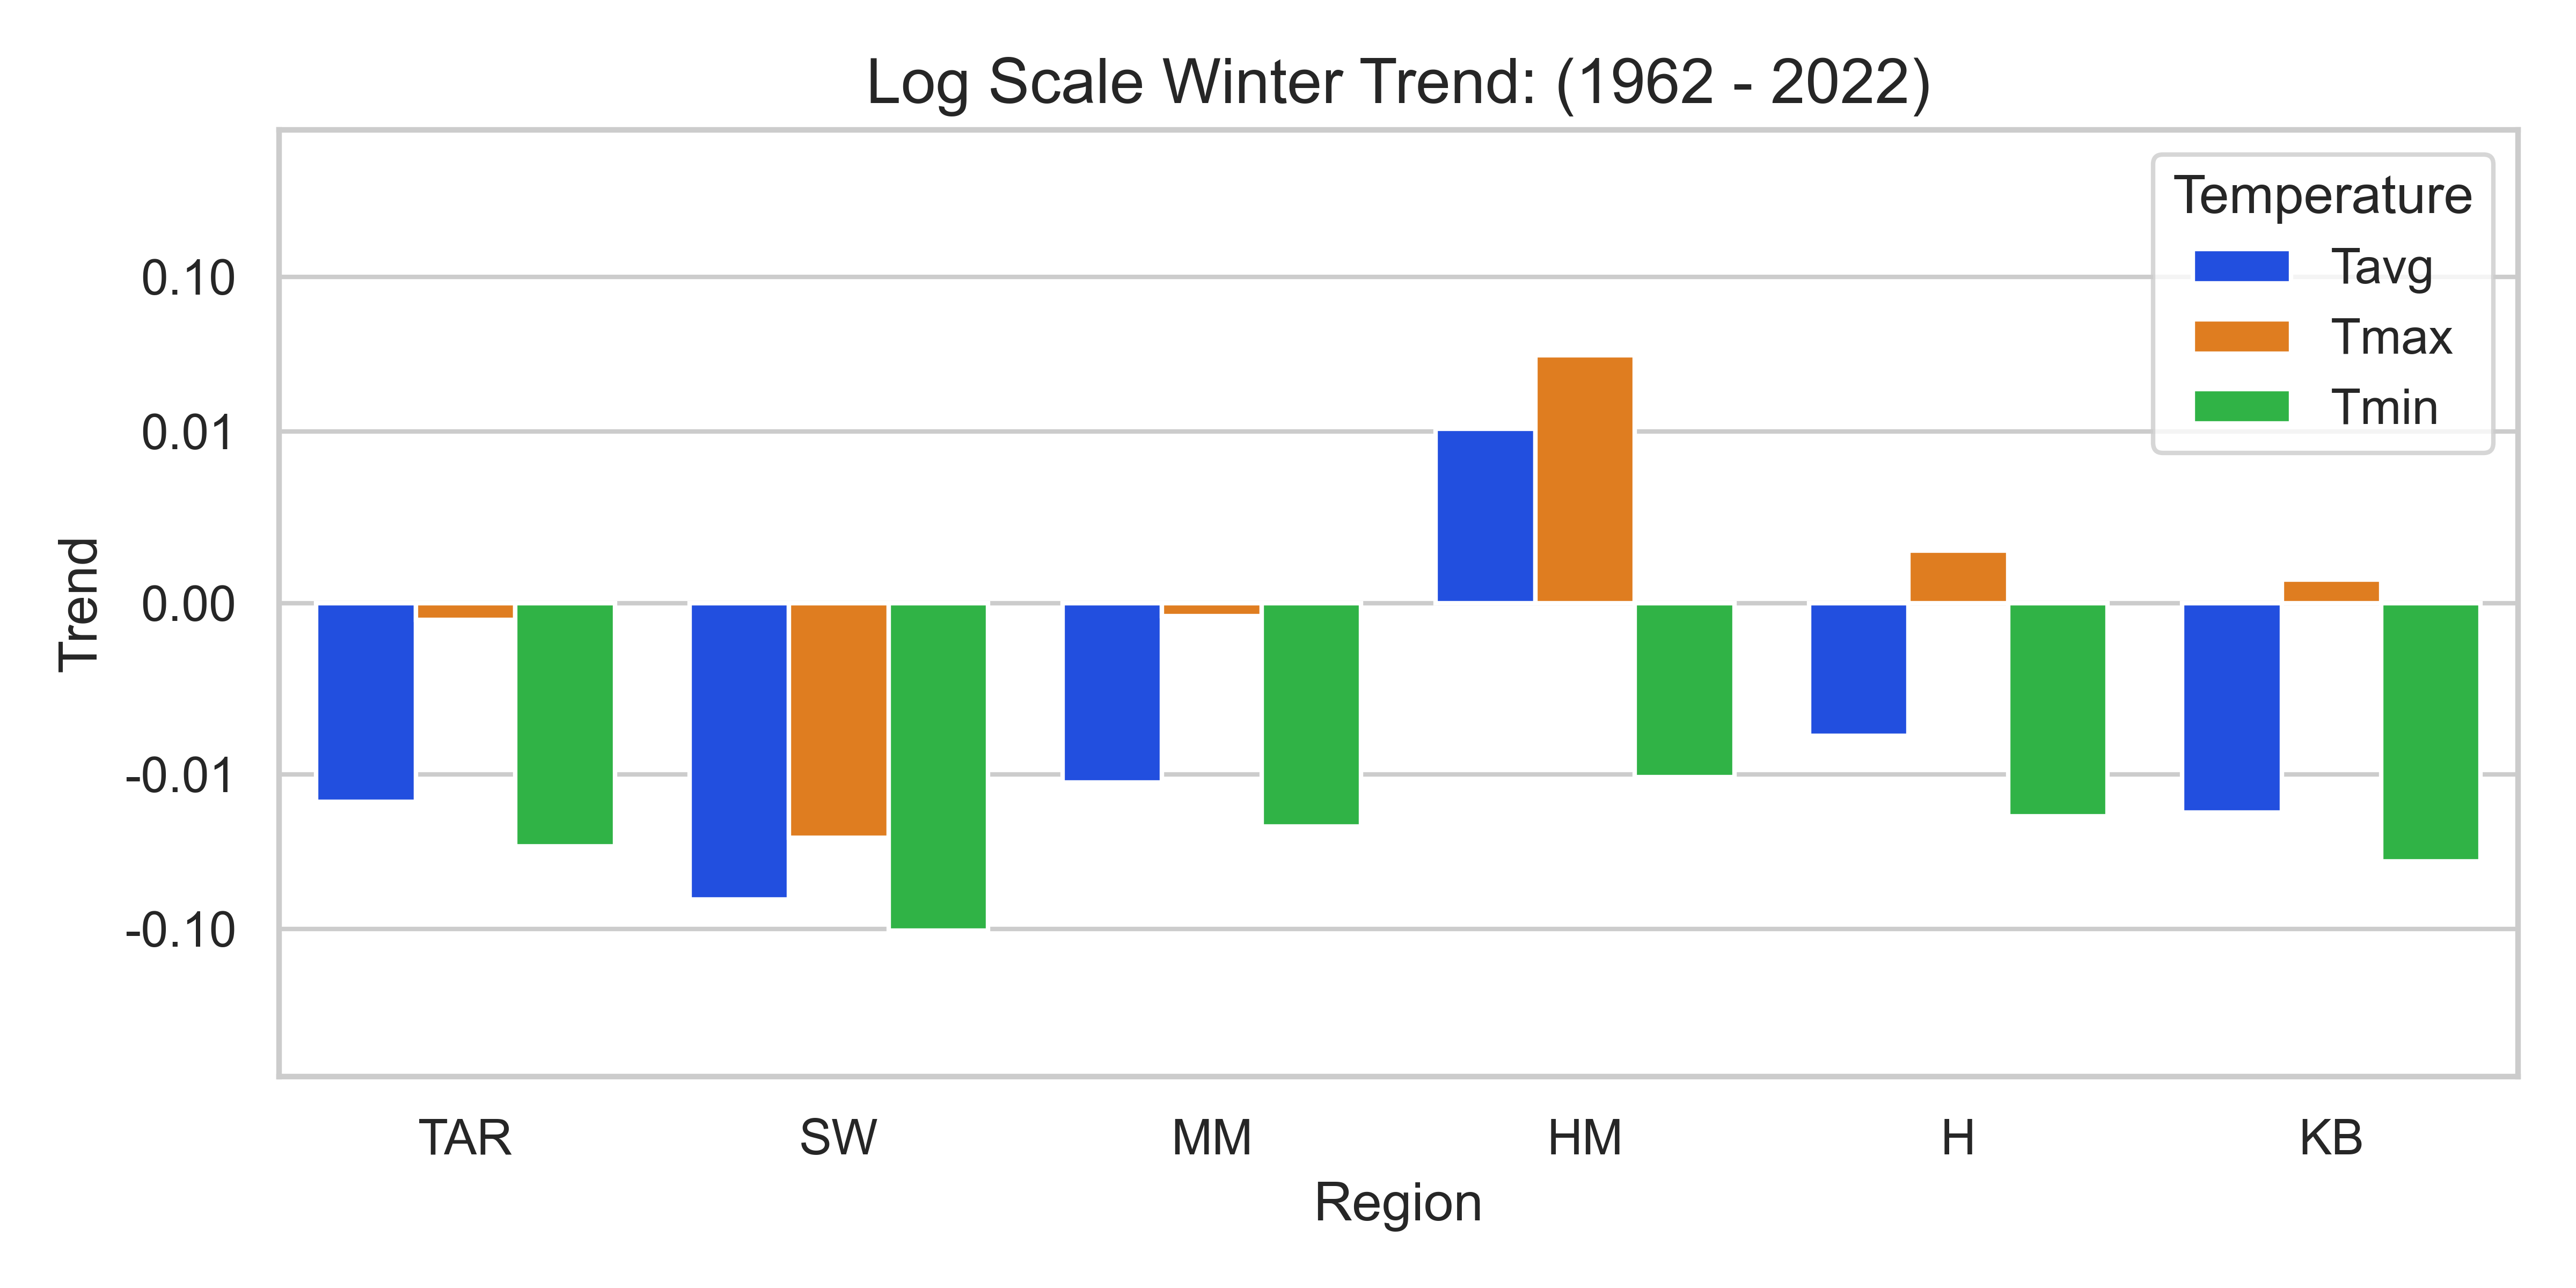 Log Scale Winter Trend: (1962 - 2022)
Temperature
Tavg
Tmax
Tmin
0.10
0.01
0.00
-0.01
-0.10
Trend
TAR SW MM HM H KB
Region